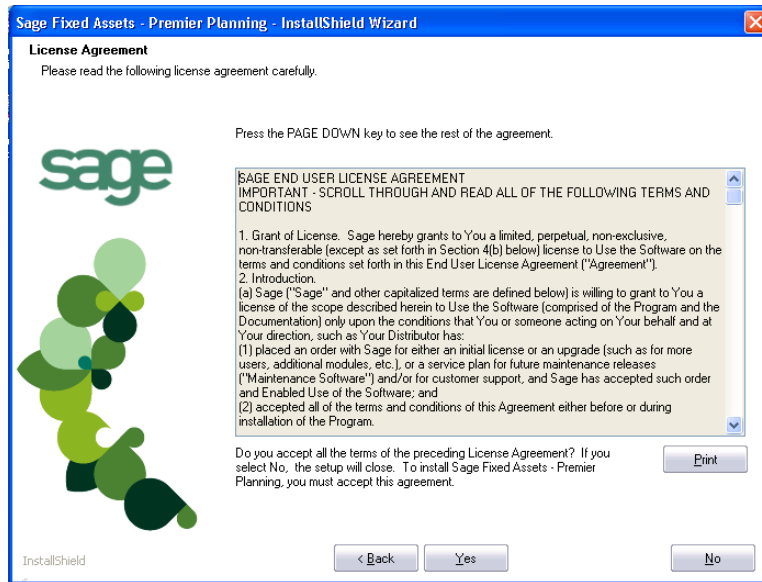 Sage Fixed Assets - Premier Planning - InstallShield Wizard
License Agreement
Please read the following license agreement carefully.
Press the PAGE DOWN key to see the rest of the agreement.
sage
SAGE END USER LICENSE AGREEMENT
IMPORTANT - SCROLL THROUGH AND READ ALL OF THE FOLLOWING TERMS AND
CONDITIONS
1. Grant of License.  Sage hereby grants to You a limited, perpetual, non-exclusive,
non-transferable (except as set forth in Section 4(b) below) license to Use the Software on the
terms and conditions set forth in this End User License Agreement ("Agreement").
2. Introduction.
(a) Sage ("Sage" and other capitalized terms are defined below) is willing to grant to You a
license of the scope described herein to Use the Software (comprised of the Program and the
Documentation) only upon the conditions that You or someone acting on Your behalf and at
Your direction, such as Your Distributor has:
(1) placed an order with Sage for either an initial license or an upgrade (such as for more
users, additional modules, etc.), or a service plan for future maintenance releases
("Maintenance Software") and/or for customer support, and Sage has accepted such order
and Enabled Use of the Software; and
(2) accepted all of the terms and conditions of this Agreement either before or during
installation of the Program.
Do you accept all the terms of the preceding License Agreement?  If you
select No,  the setup will close.  To install Sage Fixed Assets - Premier
Planning, you must accept this agreement.
Print
InstallShield
< Back
Yes
No